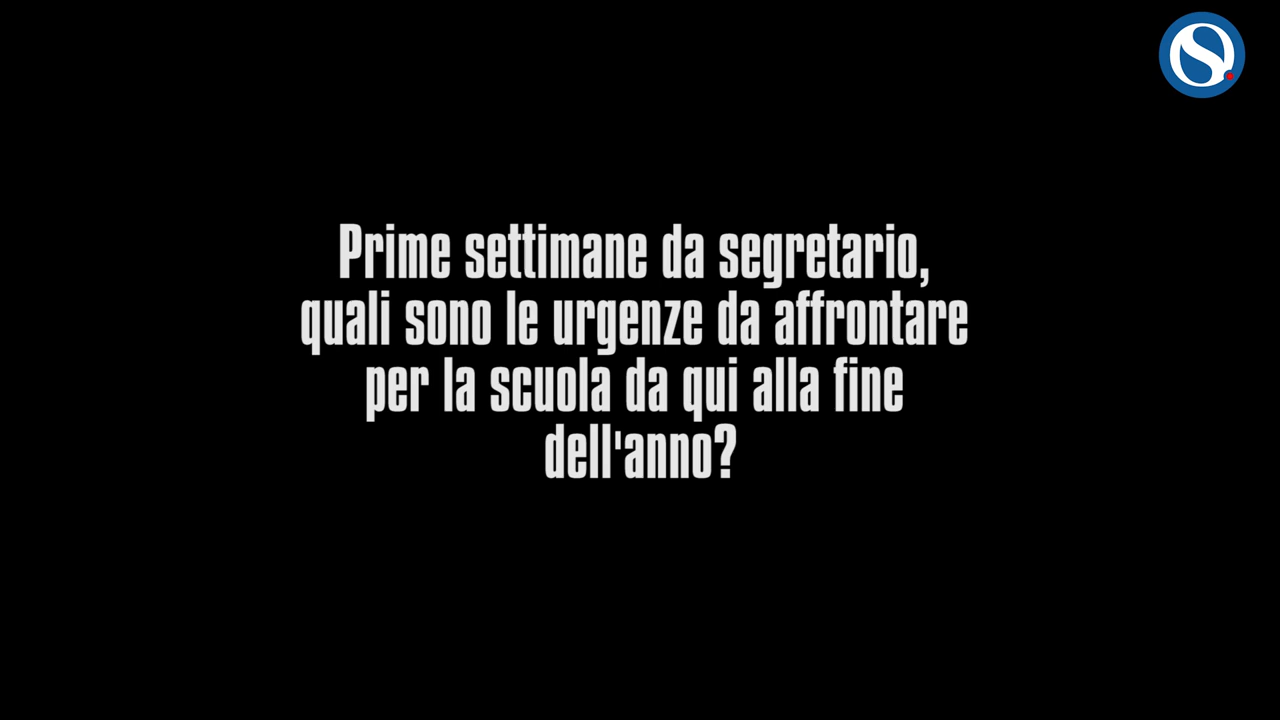 Prime settimane da segretario,
quali sono le urgenze da affrontare
per la scuola da qui alla fine
dell'anno?